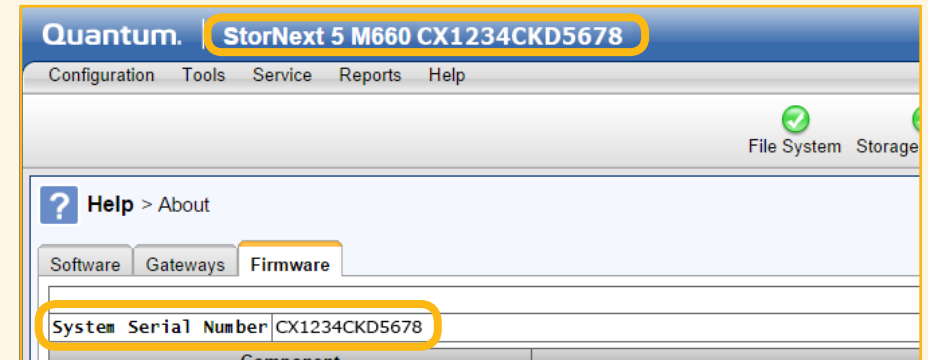 Quantum. | StorNext 5 M660 CX1234CKD5678
Configuration Tools Service Reports Help
File System Storage
? Help > About
Software Gateways Firmware
System Serial Number CX1234CKD5678
Component